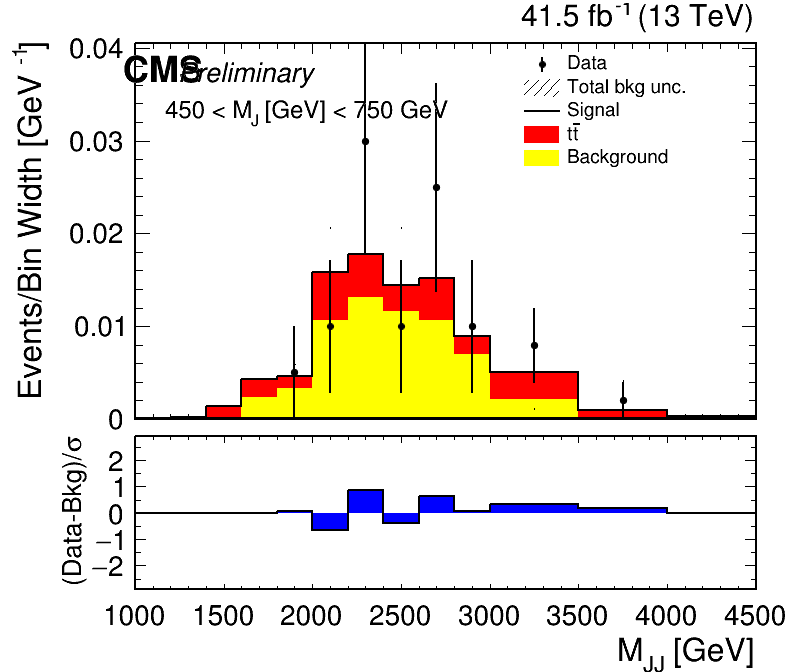 41.5 fb-1 (13 TeV)
CMS Preliminary
450 < MJ [GeV] < 750 GeV
Data
Total bkg unc.
Signal
tt̄
Background
Events/Bin Width [GeV-1]
0.04
0.03
0.02
0.01
0
(Data-Bkg)/σ
2
1
0
−1
−2
1000 1500 2000 2500 3000 3500 4000 4500
MJJ [GeV]